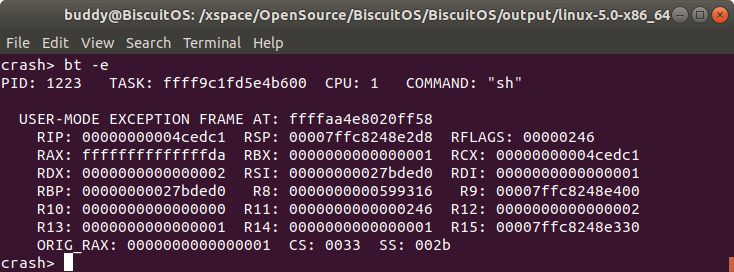 buddy@BiscuitOS: /xspace/OpenSource/BiscuitOS/BiscuitOS/output/linux-5.0-x86_64
File Edit View Search Terminal Help
crash> bt -e
PID: 1223 TASK: ffff9c1fd5e4b600 CPU: 1 COMMAND: "sh"
USER-MODE EXCEPTION FRAME AT: ffffaa4e8020ff58
RIP: 00000000004cedc1 RSP: 00007ffc8248e2d8 RFLAGS: 00000246
RAX: ffffffffffffffda RBX: 0000000000000001 RCX: 00000000004cedc1
RDX: 0000000000000002 RSI: 00000000027bded0 RDI: 0000000000000001
RBP: 00000000027bded0 R8: 0000000000599316 R9: 00007ffc8248e400
R10: 0000000000000000 R11: 0000000000000246 R12: 0000000000000002
R13: 0000000000000001 R14: 0000000000000001 R15: 00007ffc8248e330
ORIG_RAX: 0000000000000001 CS: 0033 SS: 002b
crash>